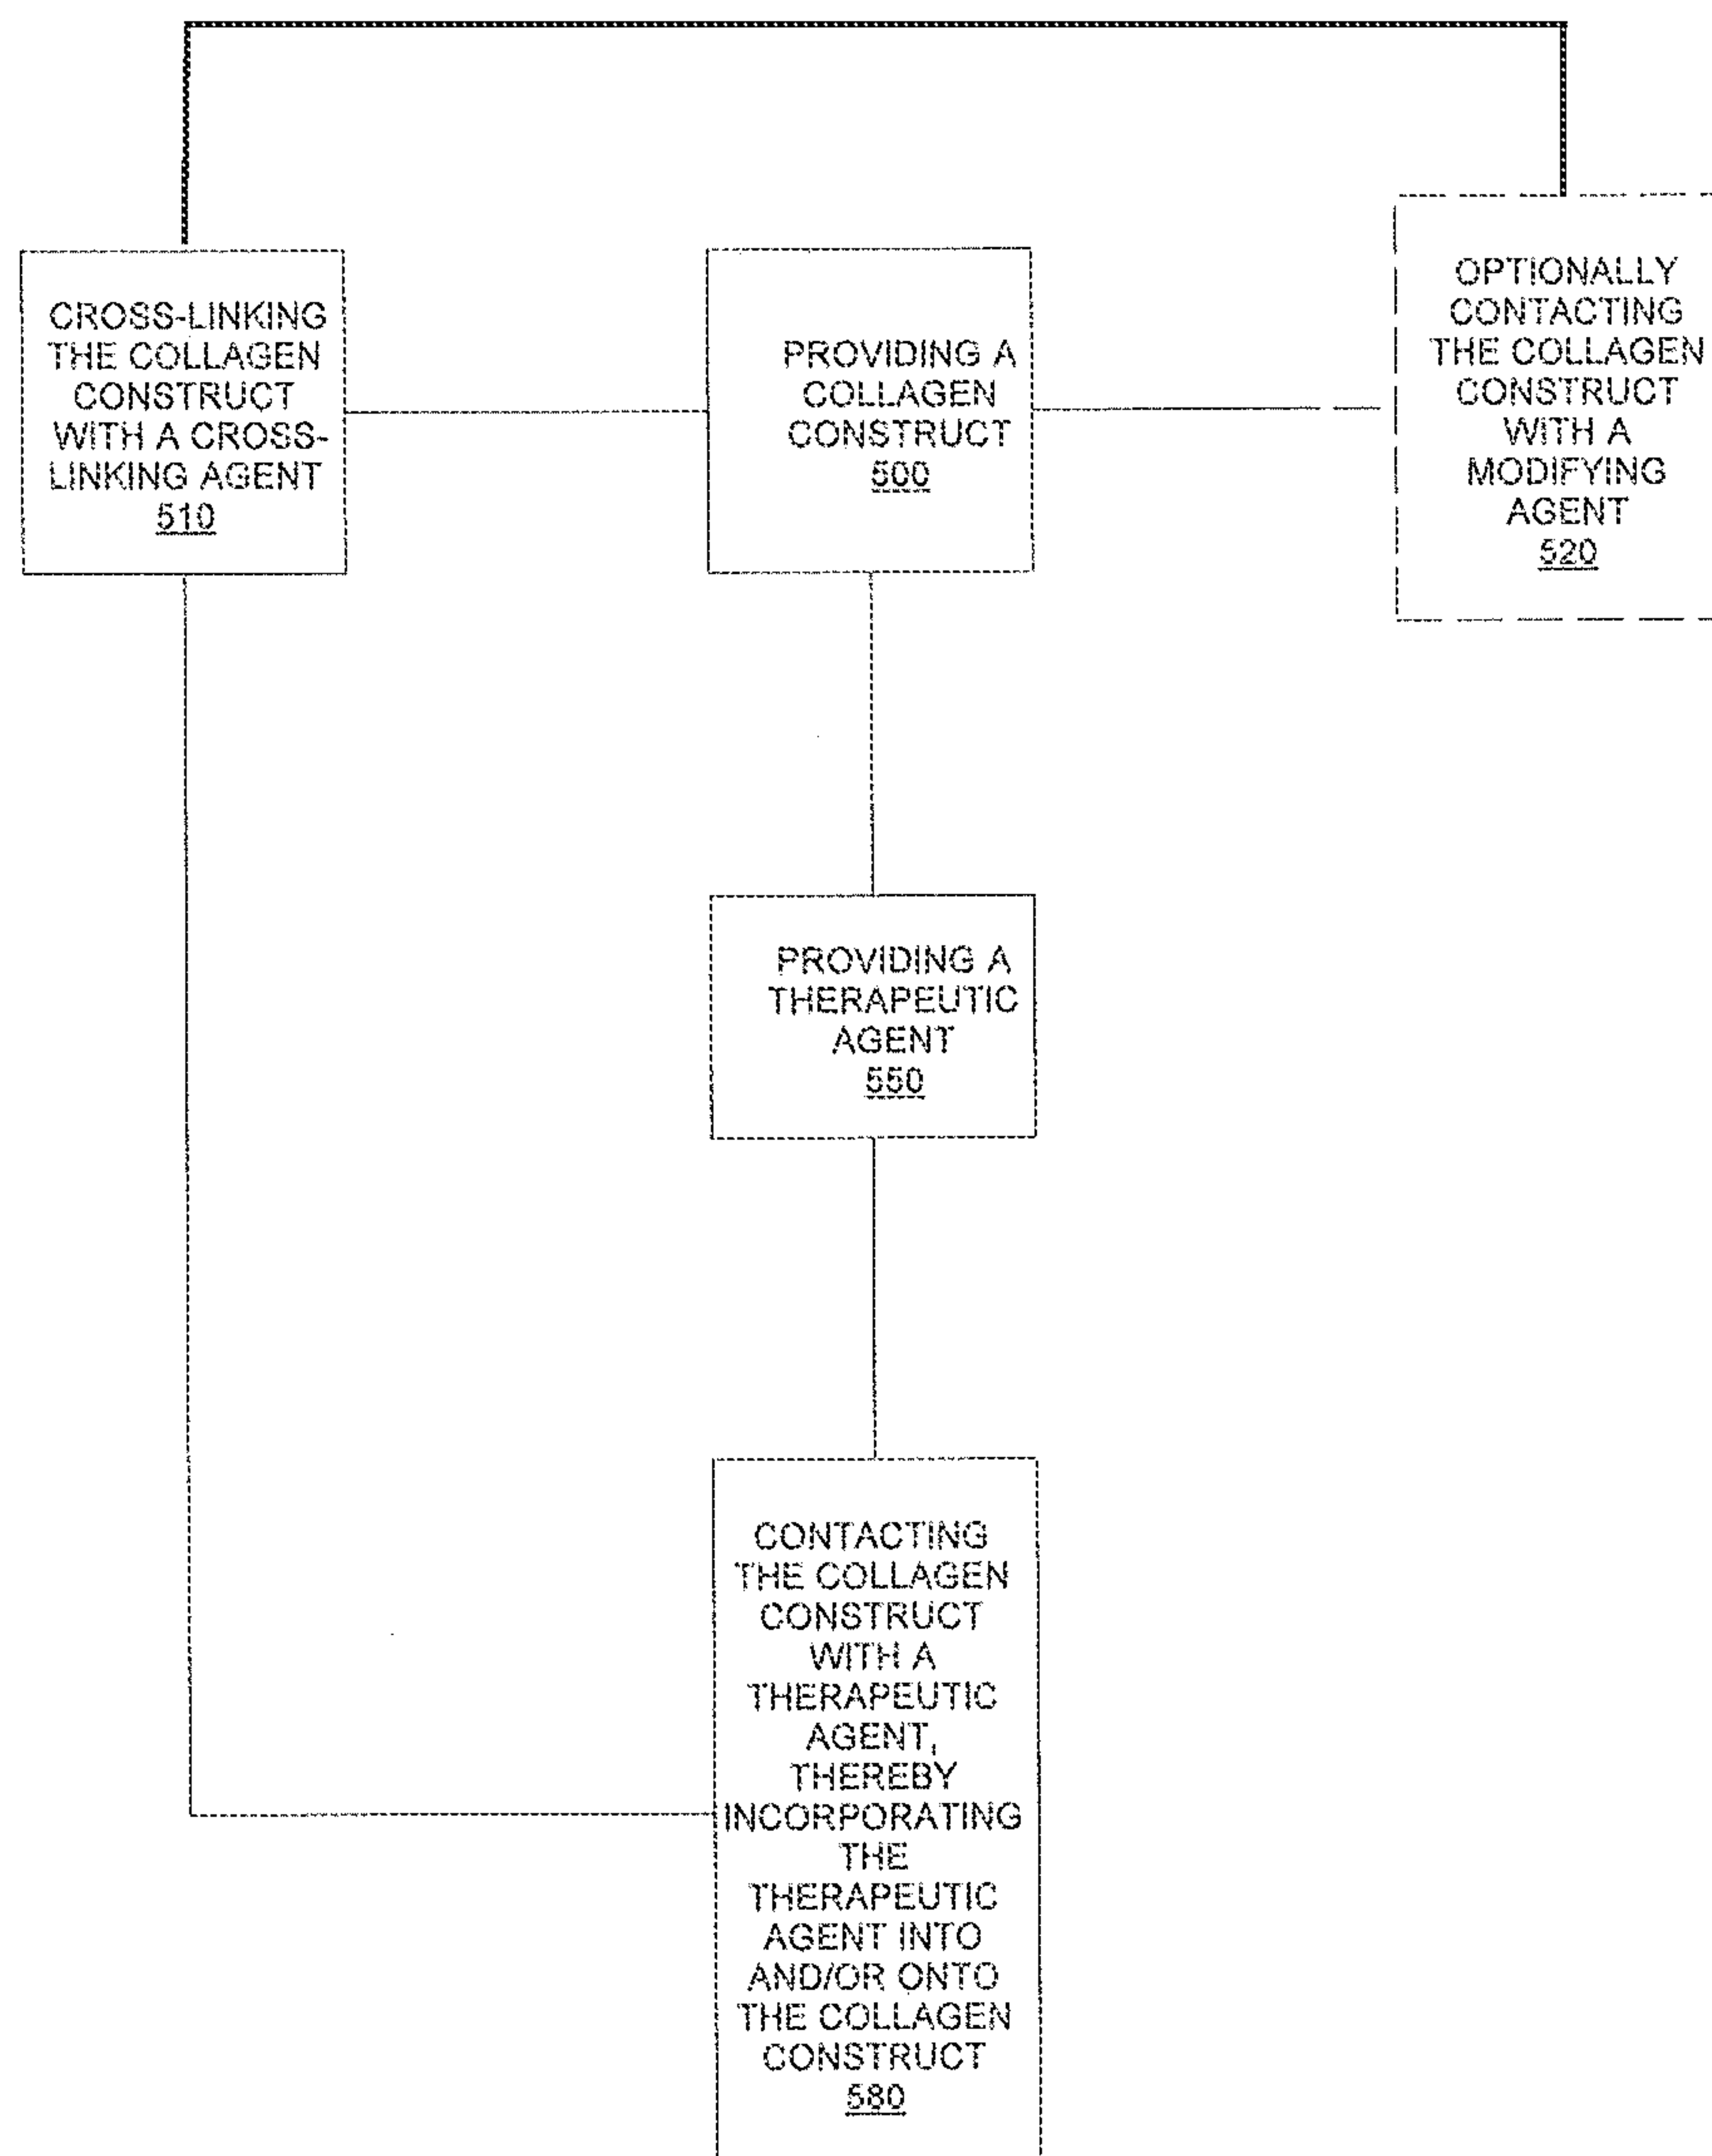 CROSS-LINKING
THE COLLAGEN
CONSTRUCT
WITH A CROSS-
LINKING AGENT
510
PROVIDING A
COLLAGEN
CONSTRUCT
500
OPTIONALLY
CONTACTING
THE COLLAGEN
CONSTRUCT
WITH A
MODIFYING
AGENT
520
PROVIDING A
THERAPEUTIC
AGENT
550
CONTACTING
THE COLLAGEN
CONSTRUCT
WITH A
THERAPEUTIC
AGENT,
THEREBY
INCORPORATING
THE
THERAPEUTIC
AGENT INTO
AND/OR ONTO
THE COLLAGEN
CONSTRUCT
580